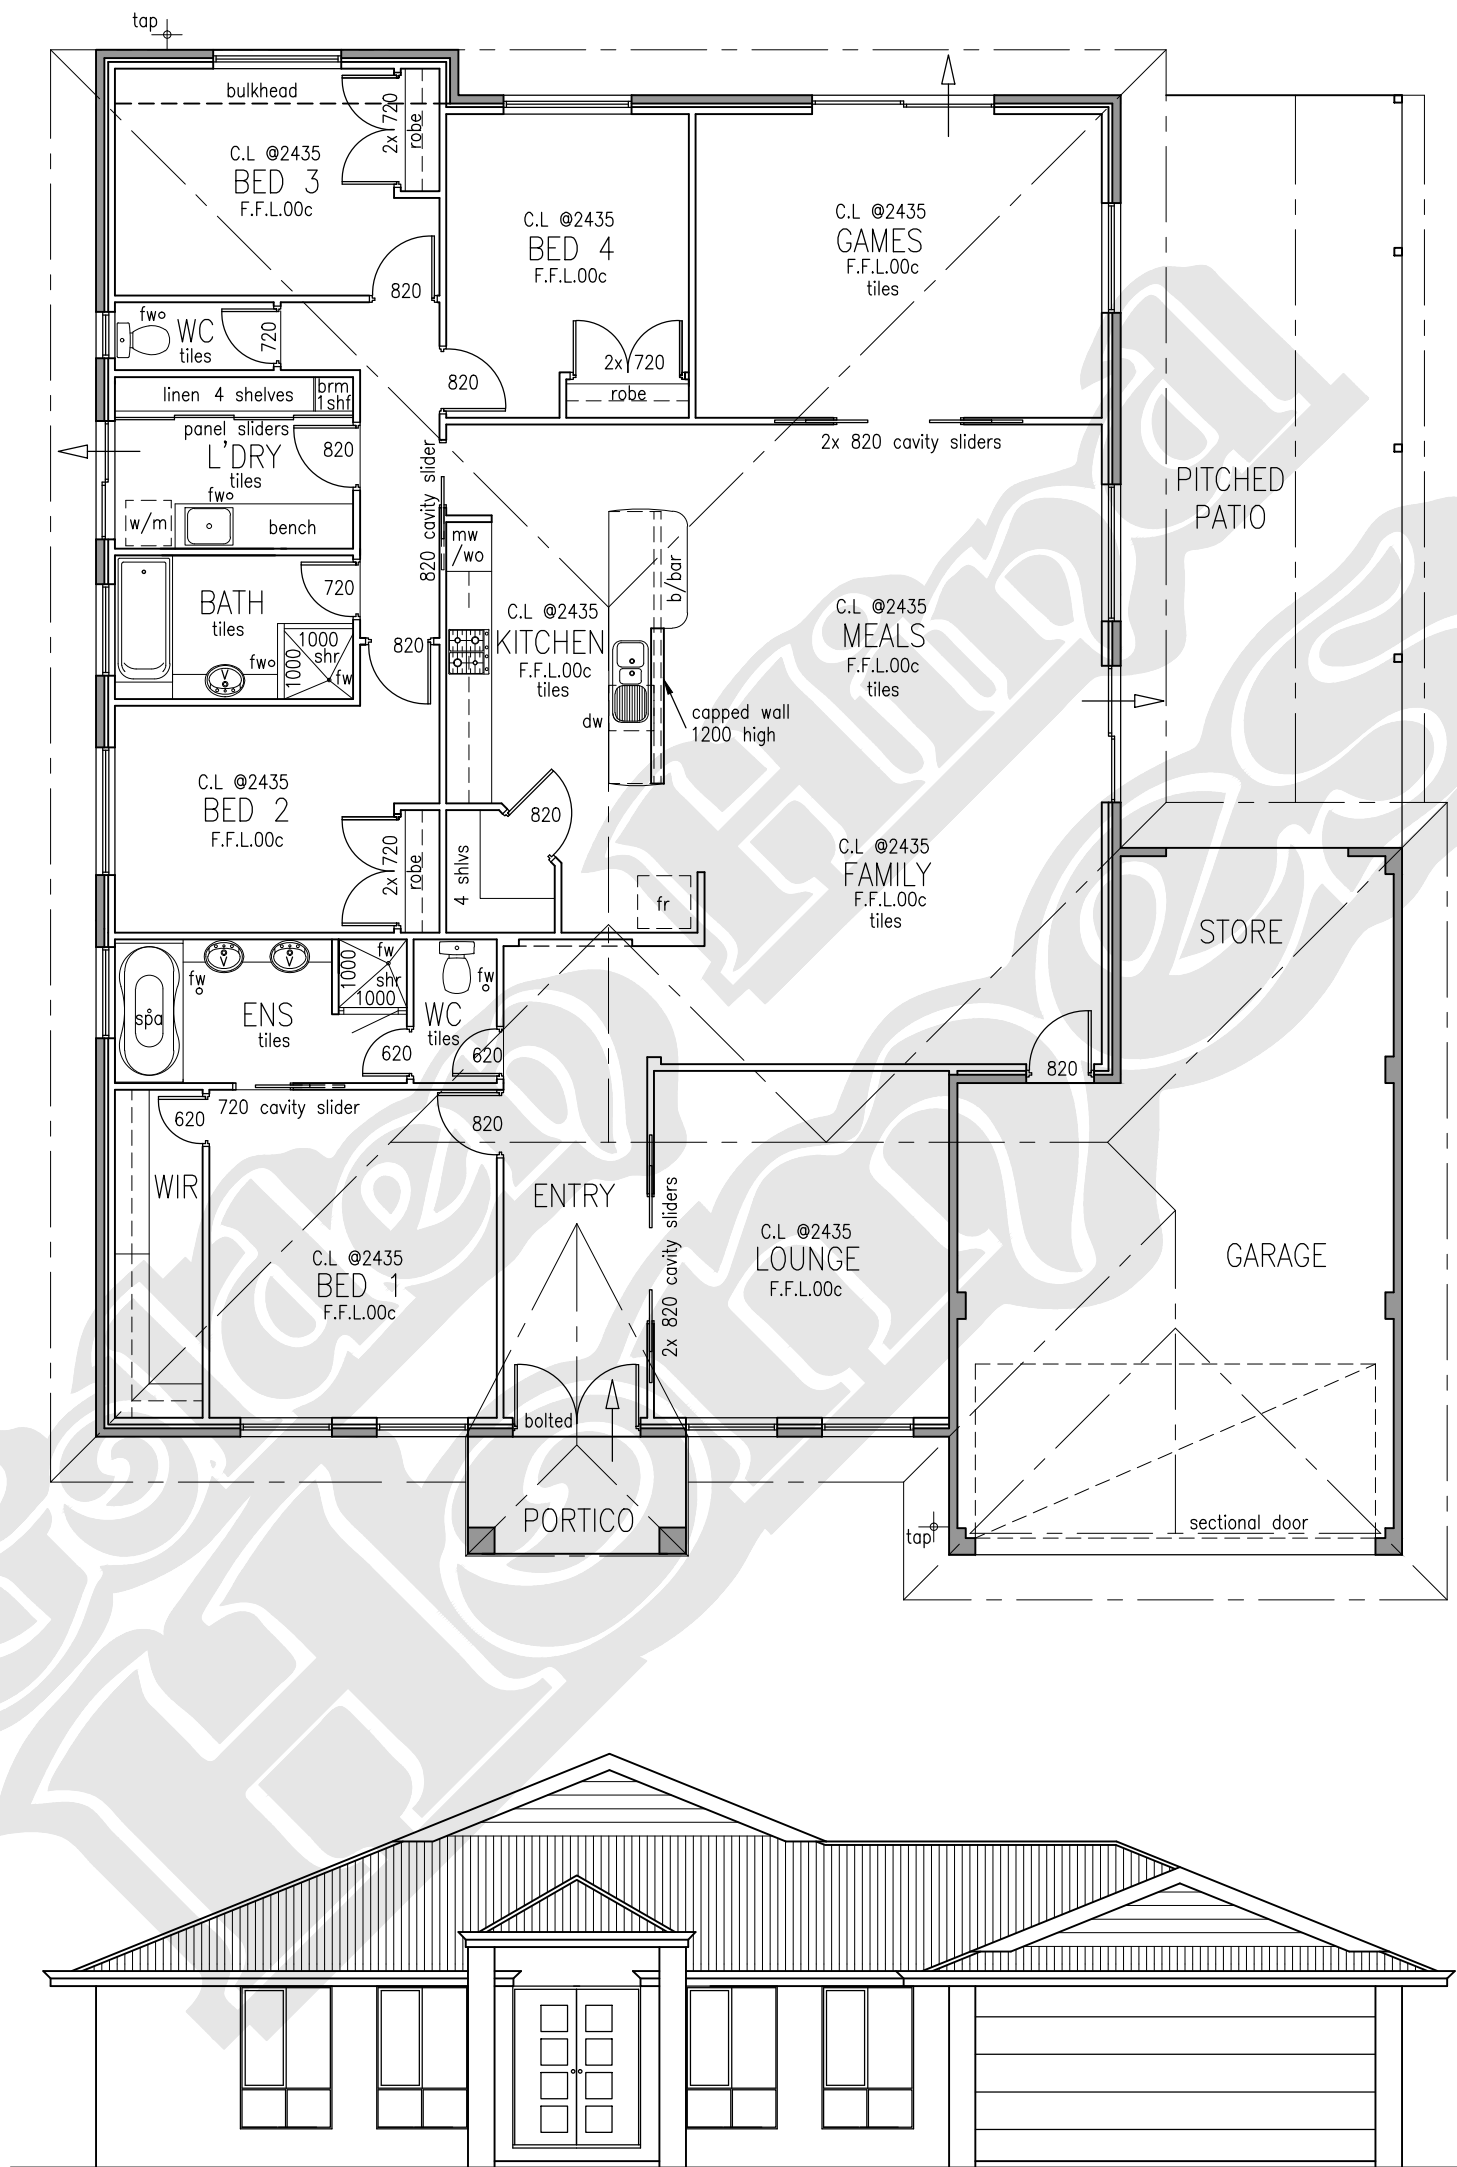 tap
bulkhead
2x 720
robe
C.L @2435
BED 3
F.F.L.00c
820
C.L @2435
BED 4
F.F.L.00c
C.L @2435
GAMES
F.F.L.00c
tiles
fw
WC
tiles
720
820
2x 720
robe
linen 4 shelves
brm
1shf
panel sliders
L'DRY
tiles
820
fw
w/m
bench
820 cavity slider
2x 820 cavity sliders
PITCHED
PATIO
mw
/wo
b/bar
BATH
tiles
720
1000
1000
shr
fw
fw
820
C.L @2435
KITCHEN
F.F.L.00c
tiles
C.L @2435
MEALS
F.F.L.00c
tiles
dw
capped wall
1200 high
C.L @2435
BED 2
F.F.L.00c
2x 720
robe
820
4 shlvs
fr
C.L @2435
FAMILY
F.F.L.00c
tiles
STORE
fw
spa
ENS
tiles
1000
fw
shr
1000
fw
WC
tiles
620
620
820
620
720 cavity slider
820
WIR
ENTRY
2x 820 cavity sliders
C.L @2435
LOUNGE
F.F.L.00c
GARAGE
C.L @2435
BED 1
F.F.L.00c
bolted
PORTICO
tap
sectional door
Homes